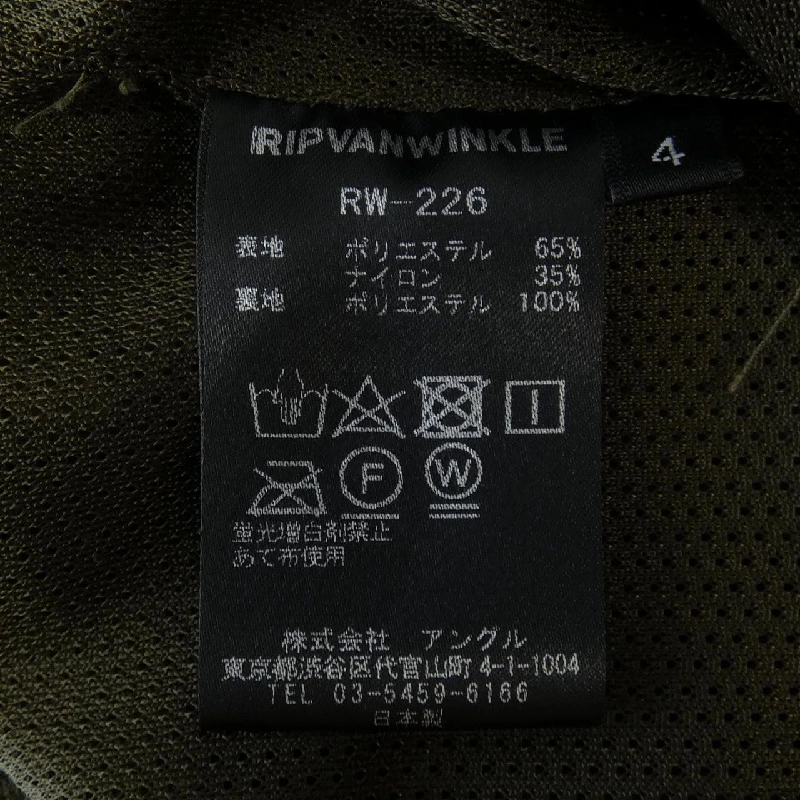 RIPVANWINKLE
4
RW-226
表地 ポリエステル 65%
ナイロン 35%
裏地 ポリエステル 100%
F W
蛍光増白剤禁止
あて布使用
株式会社 アングル
東京都渋谷区代官山町4-1-1004
TEL 03-5459-6166
日本製